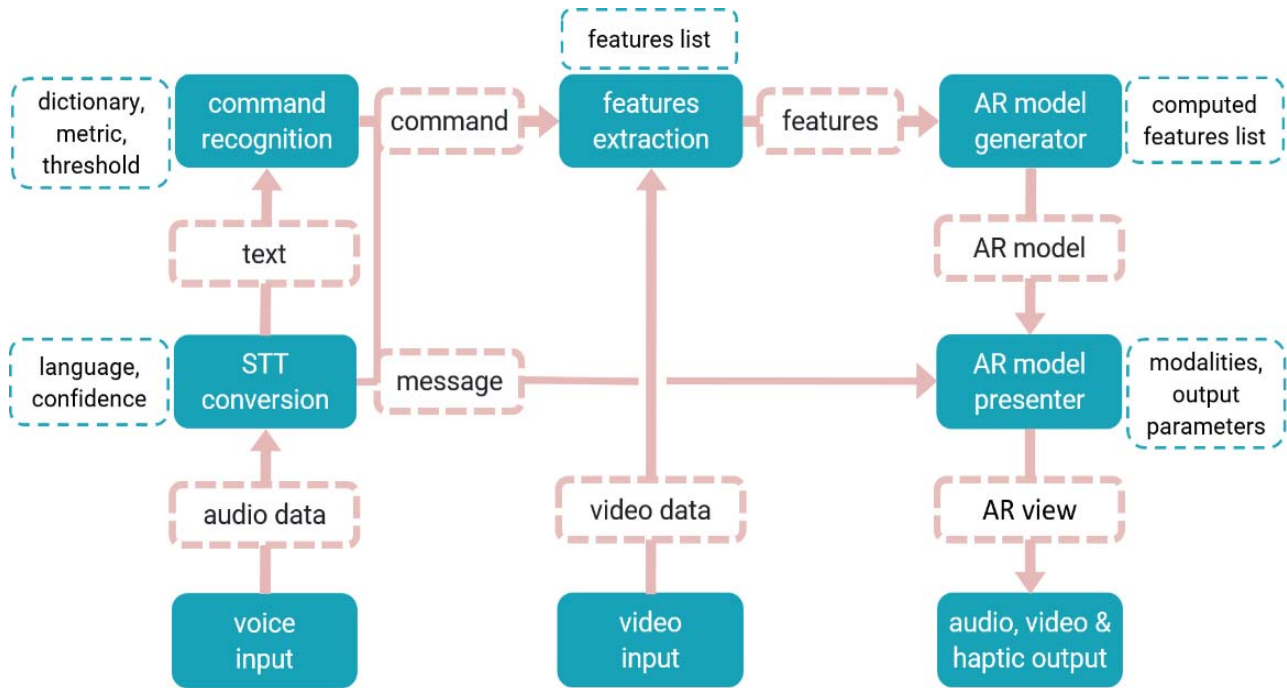 features list
dictionary,
metric,
threshold
command
recognition
command
features
extraction
features
AR model
generator
computed
features list
text
AR model
language,
confidence
STT
conversion
message
AR model
presenter
modalities,
output
parameters
audio data
video data
AR view
voice
input
video
input
audio, video &
haptic output